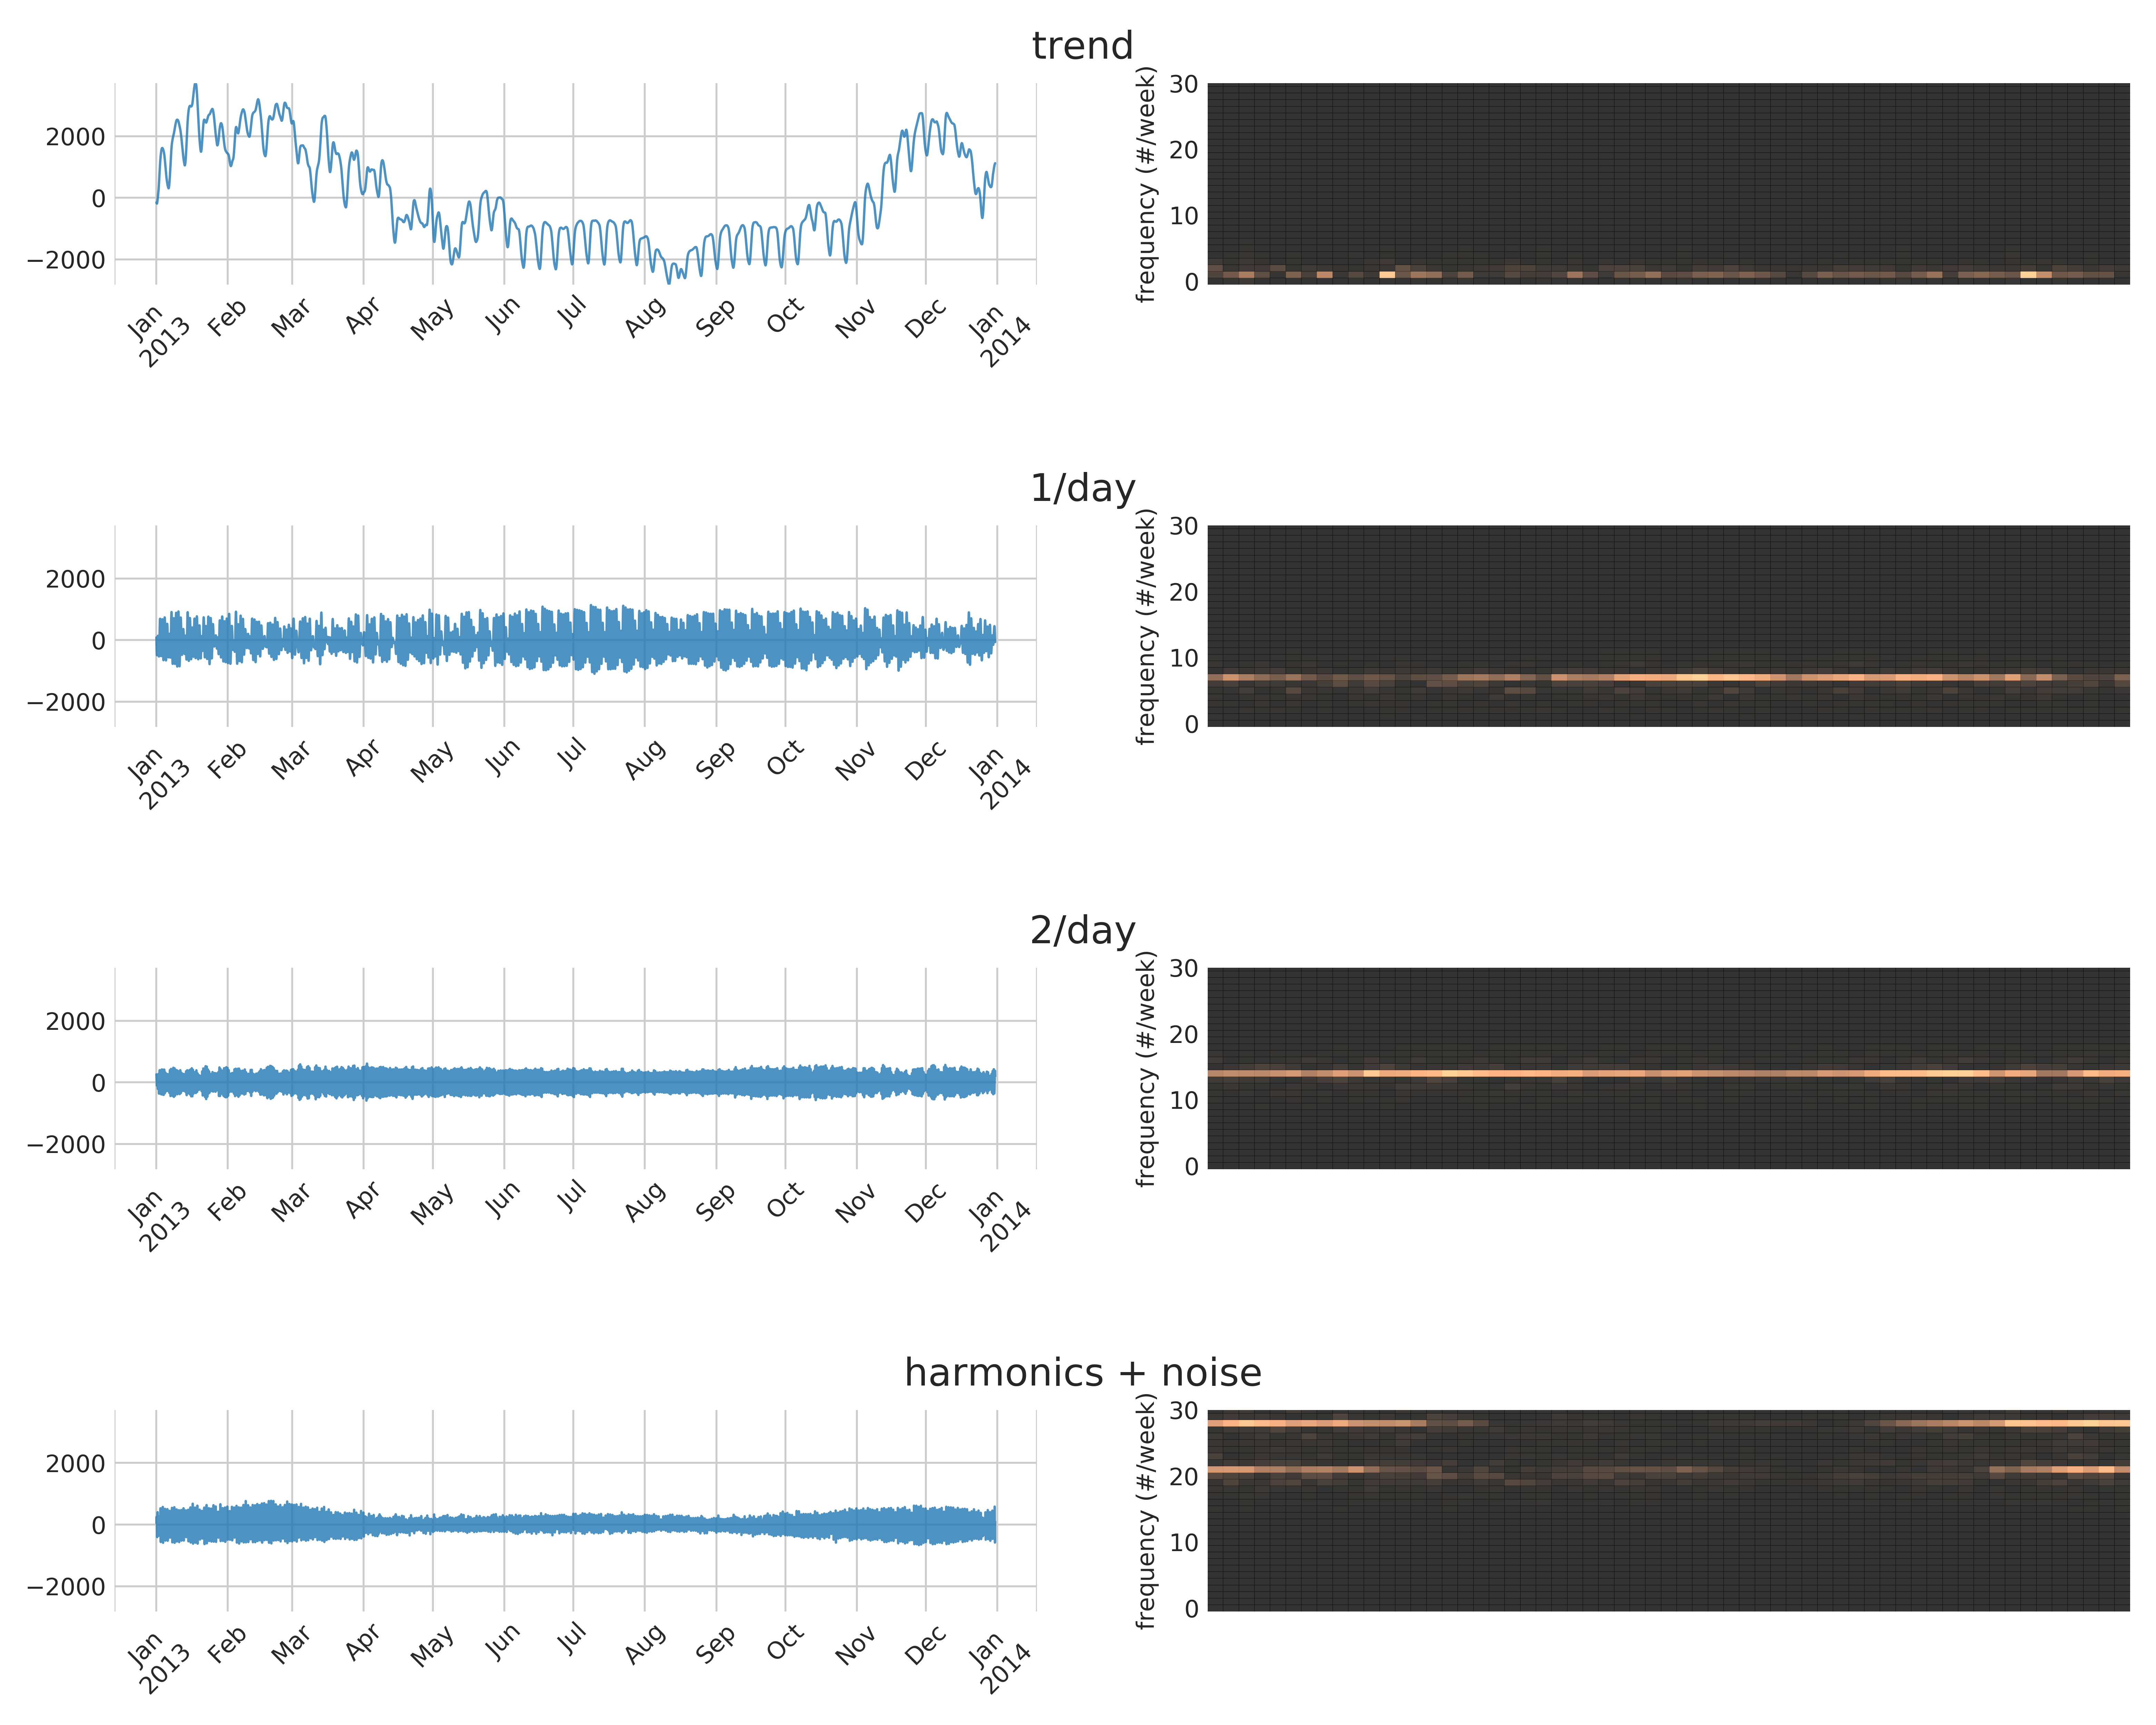 trend
2000
0
−2000
Jan
2013
Feb
Mar
Apr
May
Jun
Jul
Aug
Sep
Oct
Nov
Dec
Jan
2014
frequency (#/week)
30
20
10
0
1/day
2000
0
−2000
Jan
2013
Feb
Mar
Apr
May
Jun
Jul
Aug
Sep
Oct
Nov
Dec
Jan
2014
frequency (#/week)
30
20
10
0
2/day
2000
0
−2000
Jan
2013
Feb
Mar
Apr
May
Jun
Jul
Aug
Sep
Oct
Nov
Dec
Jan
2014
frequency (#/week)
30
20
10
0
harmonics + noise
2000
0
−2000
Jan
2013
Feb
Mar
Apr
May
Jun
Jul
Aug
Sep
Oct
Nov
Dec
Jan
2014
frequency (#/week)
30
20
10
0